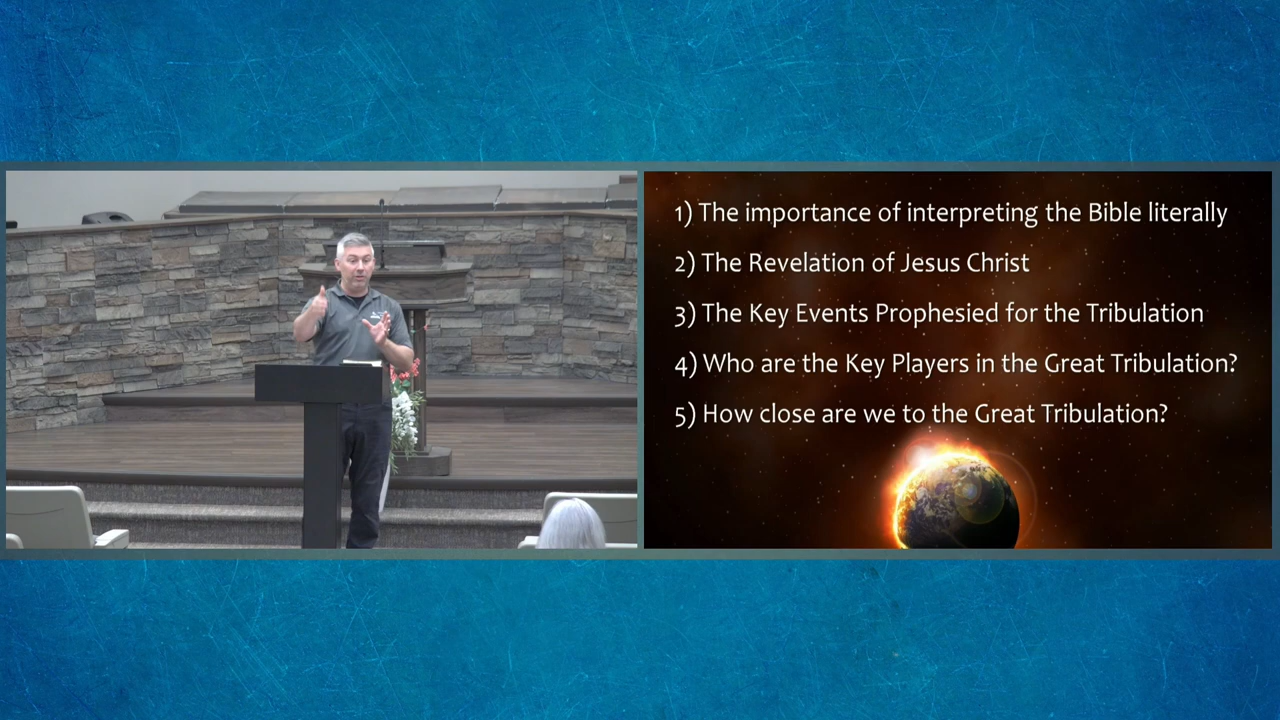 1) The importance of interpreting the Bible literally
2) The Revelation of Jesus Christ
3) The Key Events Prophesied for the Tribulation
4) Who are the Key Players in the Great Tribulation?
5) How close are we to the Great Tribulation?